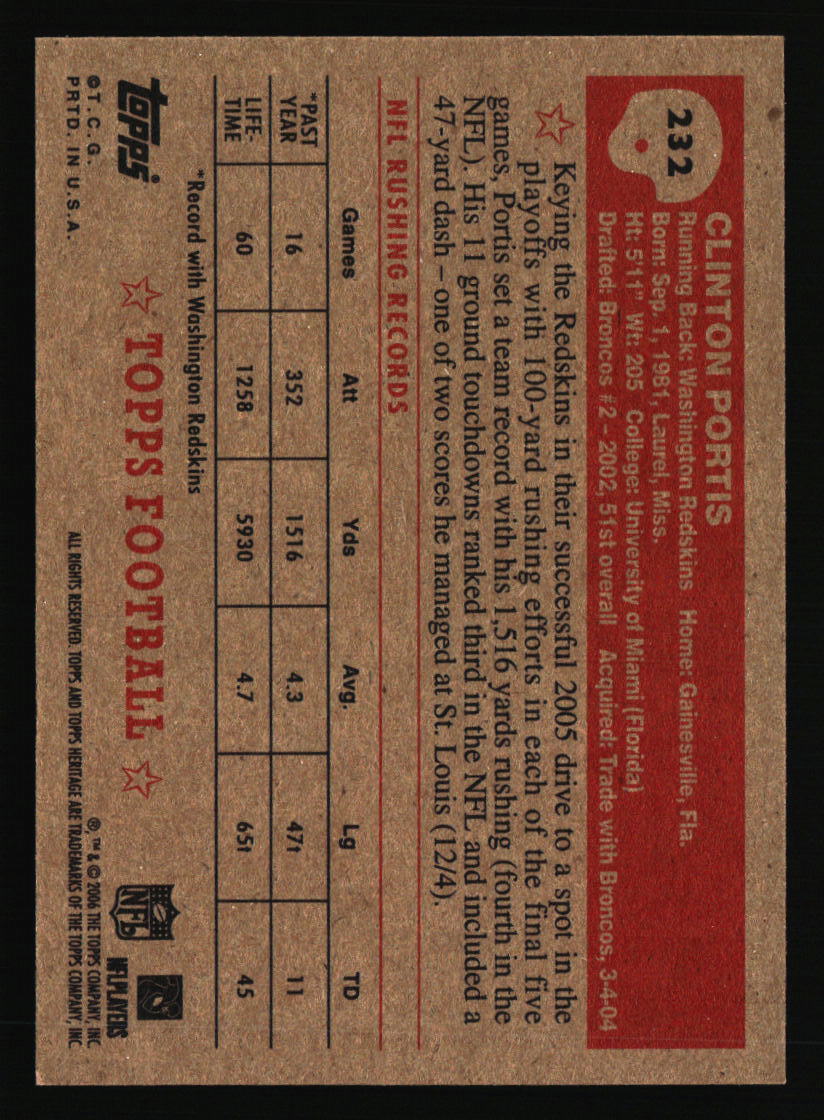 232
CLINTON PORTIS
Running Back: Washington Redskins Home: Gainesville, Fla.
Born: Sep. 1, 1981, Laurel, Miss.
Ht: 5'11" Wt: 205 College: University of Miami (Florida)
Drafted: Broncos #2 – 2002, 51st overall Acquired: Trade with Broncos, 3-4-04
Keying the Redskins in their successful 2005 drive to a spot in the
playoffs with 100-yard rushing efforts in each of the final five
games, Portis set a team record with his 1,516 yards rushing (fourth in the
NFL). His 11 ground touchdowns ranked third in the NFL and included a
47-yard dash – one of two scores he managed at St. Louis (12/4).
NFL RUSHING RECORDS
Games Att Yds Avg. Lg TD
*PAST
YEAR 16 352 1516 4.3 47t 11
LIFE-
TIME 60 1258 5930 4.7 65t 45
*Record with Washington Redskins
topps
©T.C.G.
PRTD. IN U.S.A.
TOPPS FOOTBALL
NFL
NFLPLAYERS
®, ™ & © 2006 THE TOPPS COMPANY, INC.
ALL RIGHTS RESERVED. TOPPS AND TOPPS HERITAGE ARE TRADEMARKS OF THE TOPPS COMPANY, INC.